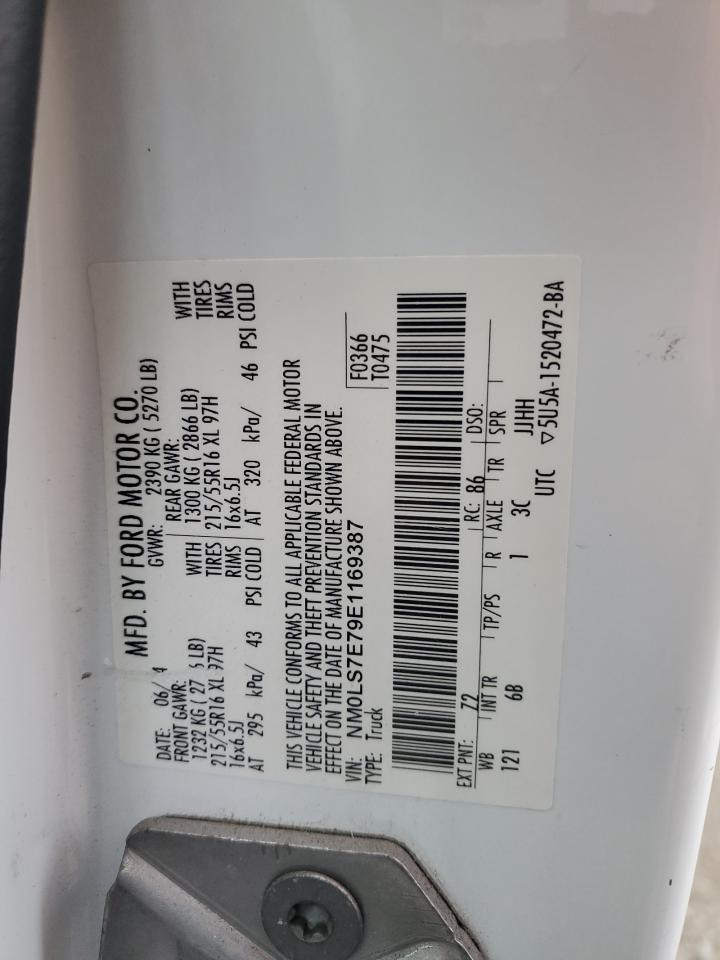 MFD. BY FORD MOTOR CO.
DATE: 06/ 4 GVWR: 2390 KG ( 5270 LB)
FRONT GAWR: REAR GAWR:
1232 KG ( 27 LB) WITH 1300 KG ( 2866 LB) WITH
215/55R16 XL 97H TIRES 215/55R16 XL 97H TIRES
16x6.5J RIMS 16x6.5J RIMS
AT 295 kPa/ 43 PSI COLD AT 320 kPa/ 46 PSI COLD
THIS VEHICLE CONFORMS TO ALL APPLICABLE FEDERAL MOTOR
VEHICLE SAFETY AND THEFT PREVENTION STANDARDS IN
EFFECT ON THE DATE OF MANUFACTURE SHOWN ABOVE.
VIN: NM0LS7E79E1169387 F0366
TYPE: Truck T0475
EXT PNT: Z2 RC: 86 DSO:
WB INT TR TP/PS R AXLE TR SPR
121 6B 1 3C JJHH
UTC ▽5U5A-1520472-BA